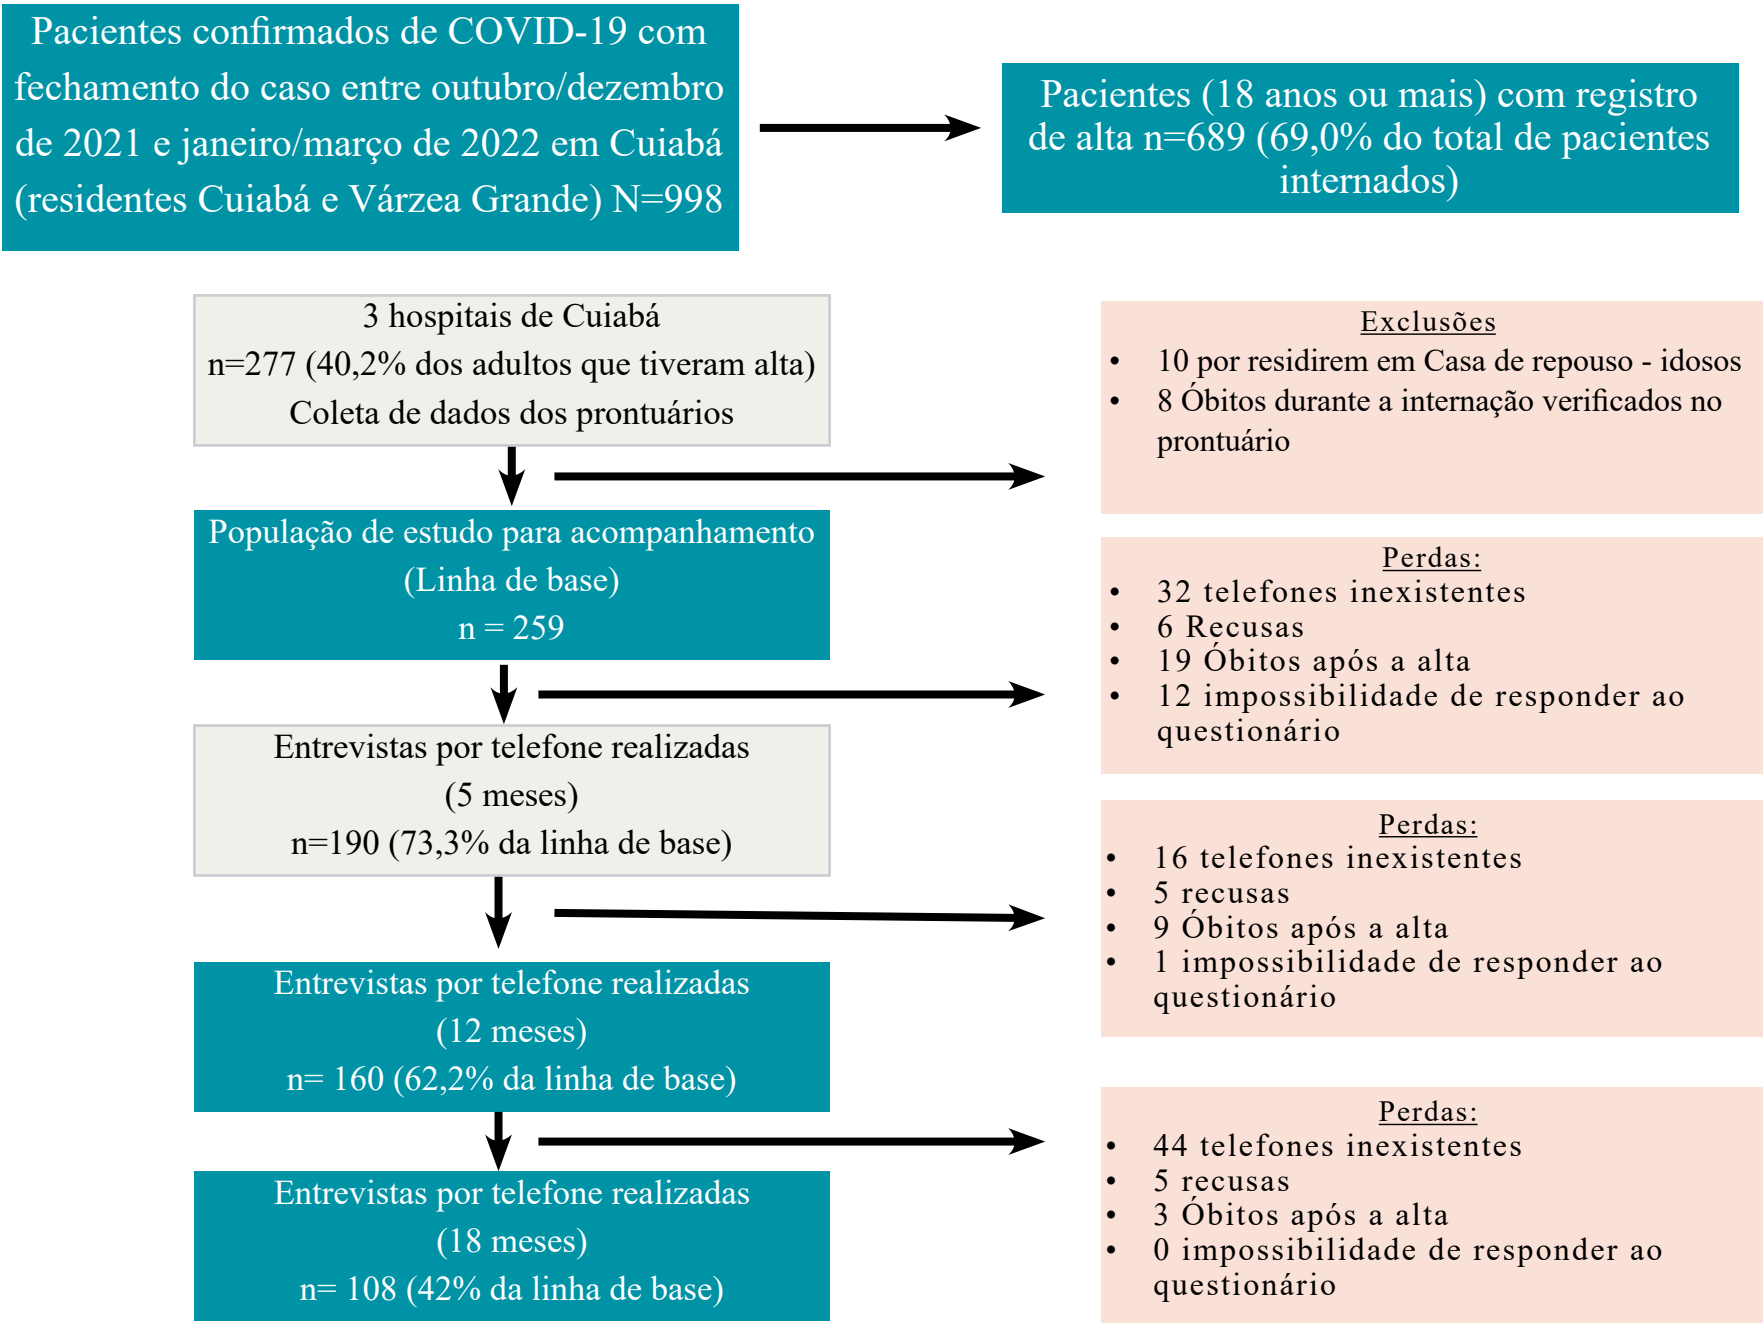 Pacientes confirmados de COVID-19 com
fechamento do caso entre outubro/dezembro
de 2021 e janeiro/março de 2022 em Cuiabá
(residentes Cuiabá e Várzea Grande) N=998
Pacientes (18 anos ou mais) com registro
de alta n=689 (69,0% do total de pacientes
internados)
3 hospitais de Cuiabá
n=277 (40,2% dos adultos que tiveram alta)
Coleta de dados dos prontuários
Exclusões
• 10 por residirem em Casa de repouso - idosos
• 8 Óbitos durante a internação verificados no
prontuário
População de estudo para acompanhamento
(Linha de base)
n = 259
Perdas:
• 32 telefones inexistentes
• 6 Recusas
• 19 Óbitos após a alta
• 12 impossibilidade de responder ao
questionário
Entrevistas por telefone realizadas
(5 meses)
n=190 (73,3% da linha de base)
Perdas:
• 16 telefones inexistentes
• 5 recusas
• 9 Óbitos após a alta
• 1 impossibilidade de responder ao
questionário
Entrevistas por telefone realizadas
(12 meses)
n= 160 (62,2% da linha de base)
Perdas:
• 44 telefones inexistentes
• 5 recusas
• 3 Óbitos após a alta
• 0 impossibilidade de responder ao
questionário
Entrevistas por telefone realizadas
(18 meses)
n= 108 (42% da linha de base)